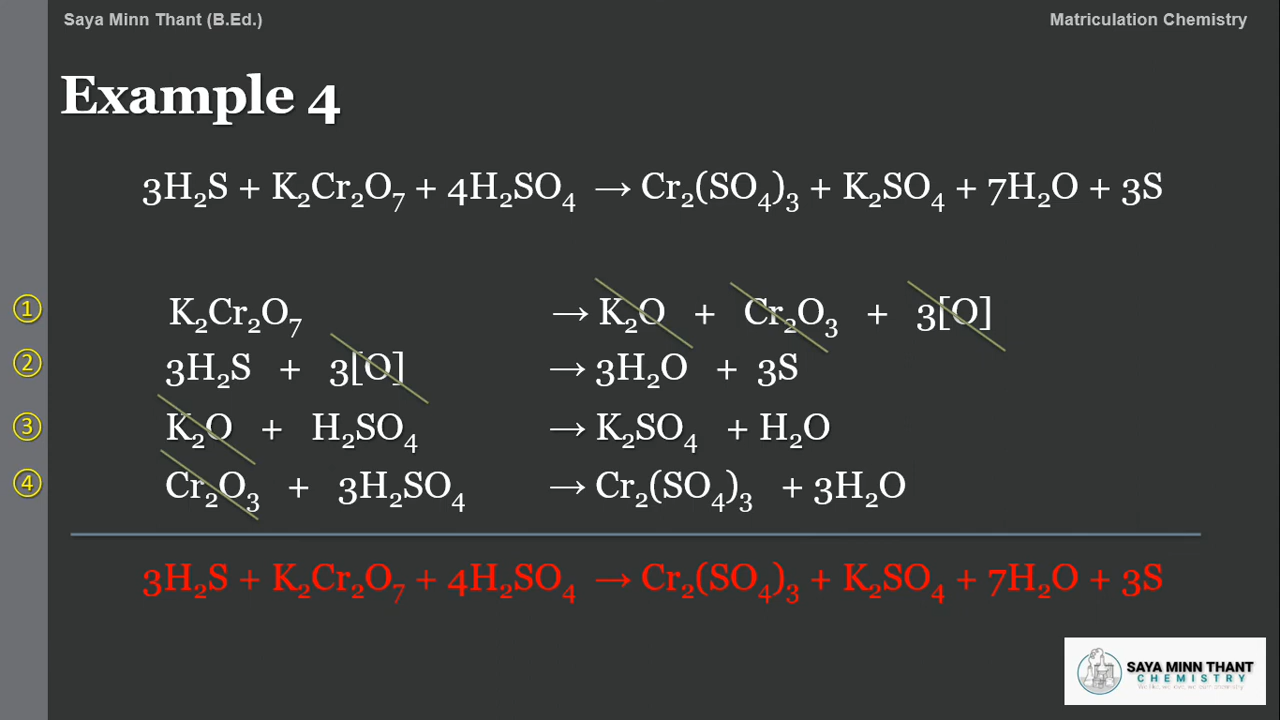 Saya Minn Thant (B.Ed.) Matriculation Chemistry
Example 4
3H₂S + K₂Cr₂O₇ + 4H₂SO₄ → Cr₂(SO₄)₃ + K₂SO₄ + 7H₂O + 3S
① K₂Cr₂O₇ → K₂O + Cr₂O₃ + 3[O]
② 3H₂S + 3[O] → 3H₂O + 3S
③ K₂O + H₂SO₄ → K₂SO₄ + H₂O
④ Cr₂O₃ + 3H₂SO₄ → Cr₂(SO₄)₃ + 3H₂O
3H₂S + K₂Cr₂O₇ + 4H₂SO₄ → Cr₂(SO₄)₃ + K₂SO₄ + 7H₂O + 3S
SAYA MINN THANT
CHEMISTRY